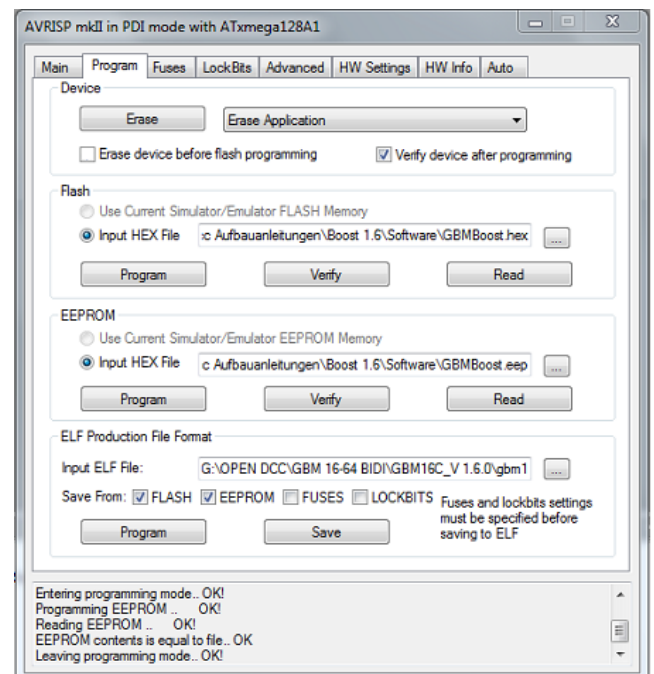 AVRISP mkII in PDI mode with ATxmega128A1
Main Program Fuses LockBits Advanced HW Settings HW Info Auto
Device
Erase Erase Application
Erase device before flash programming Verify device after programming
Flash
Use Current Simulator/Emulator FLASH Memory
Input HEX File :c Aufbauanleitungen\Boost 1.6\Software\GBMBoost.hex ...
Program Verify Read
EEPROM
Use Current Simulator/Emulator EEPROM Memory
Input HEX File c Aufbauanleitungen\Boost 1.6\Software\GBMBoost.eep ...
Program Verify Read
ELF Production File Format
Input ELF File: G:\OPEN DCC\GBM 16-64 BIDI\GBM16C_V 1.6.0\gbm1 ...
Save From: FLASH EEPROM FUSES LOCKBITS
Fuses and lockbits settings
must be specified before
saving to ELF
Program Save
Entering programming mode.. OK!
Programming EEPROM .. OK!
Reading EEPROM .. OK!
EEPROM contents is equal to file.. OK
Leaving programming mode.. OK!